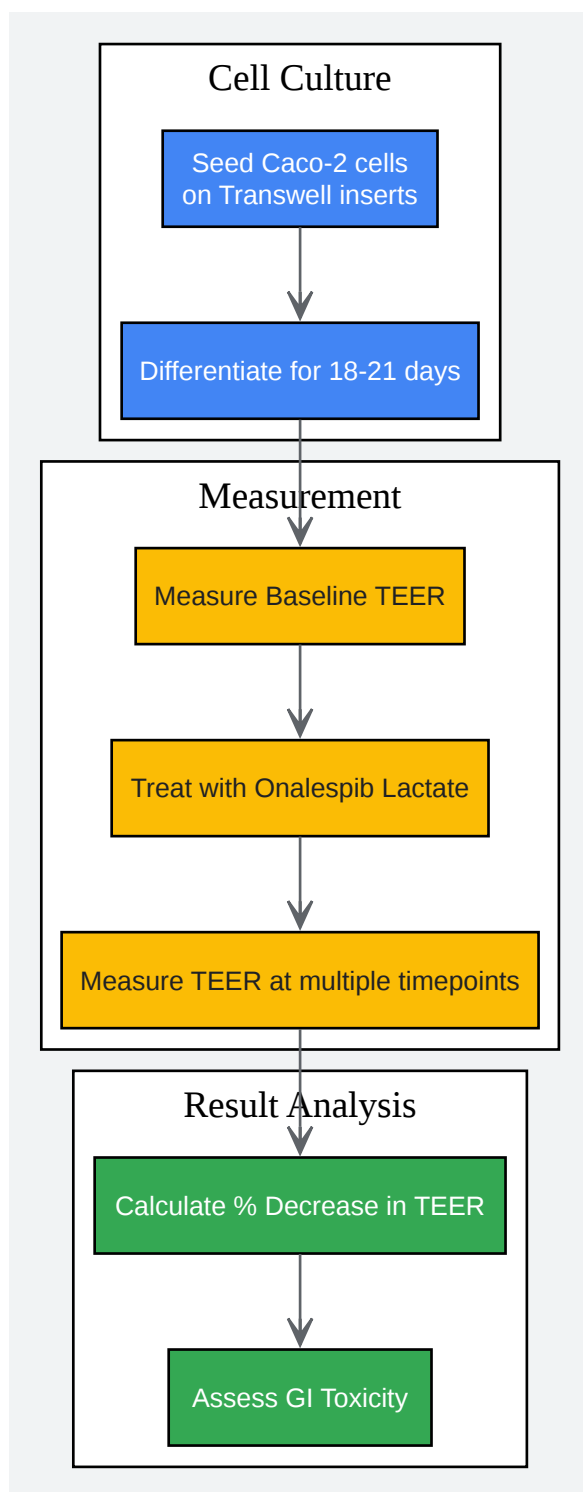 Cell Culture
Seed Caco-2 cells
on Transwell inserts
Differentiate for 18-21 days
Measurement
Measure Baseline TEER
Treat with Onalespib Lactate
Measure TEER at multiple timepoints
Result Analysis
Calculate % Decrease in TEER
Assess GI Toxicity